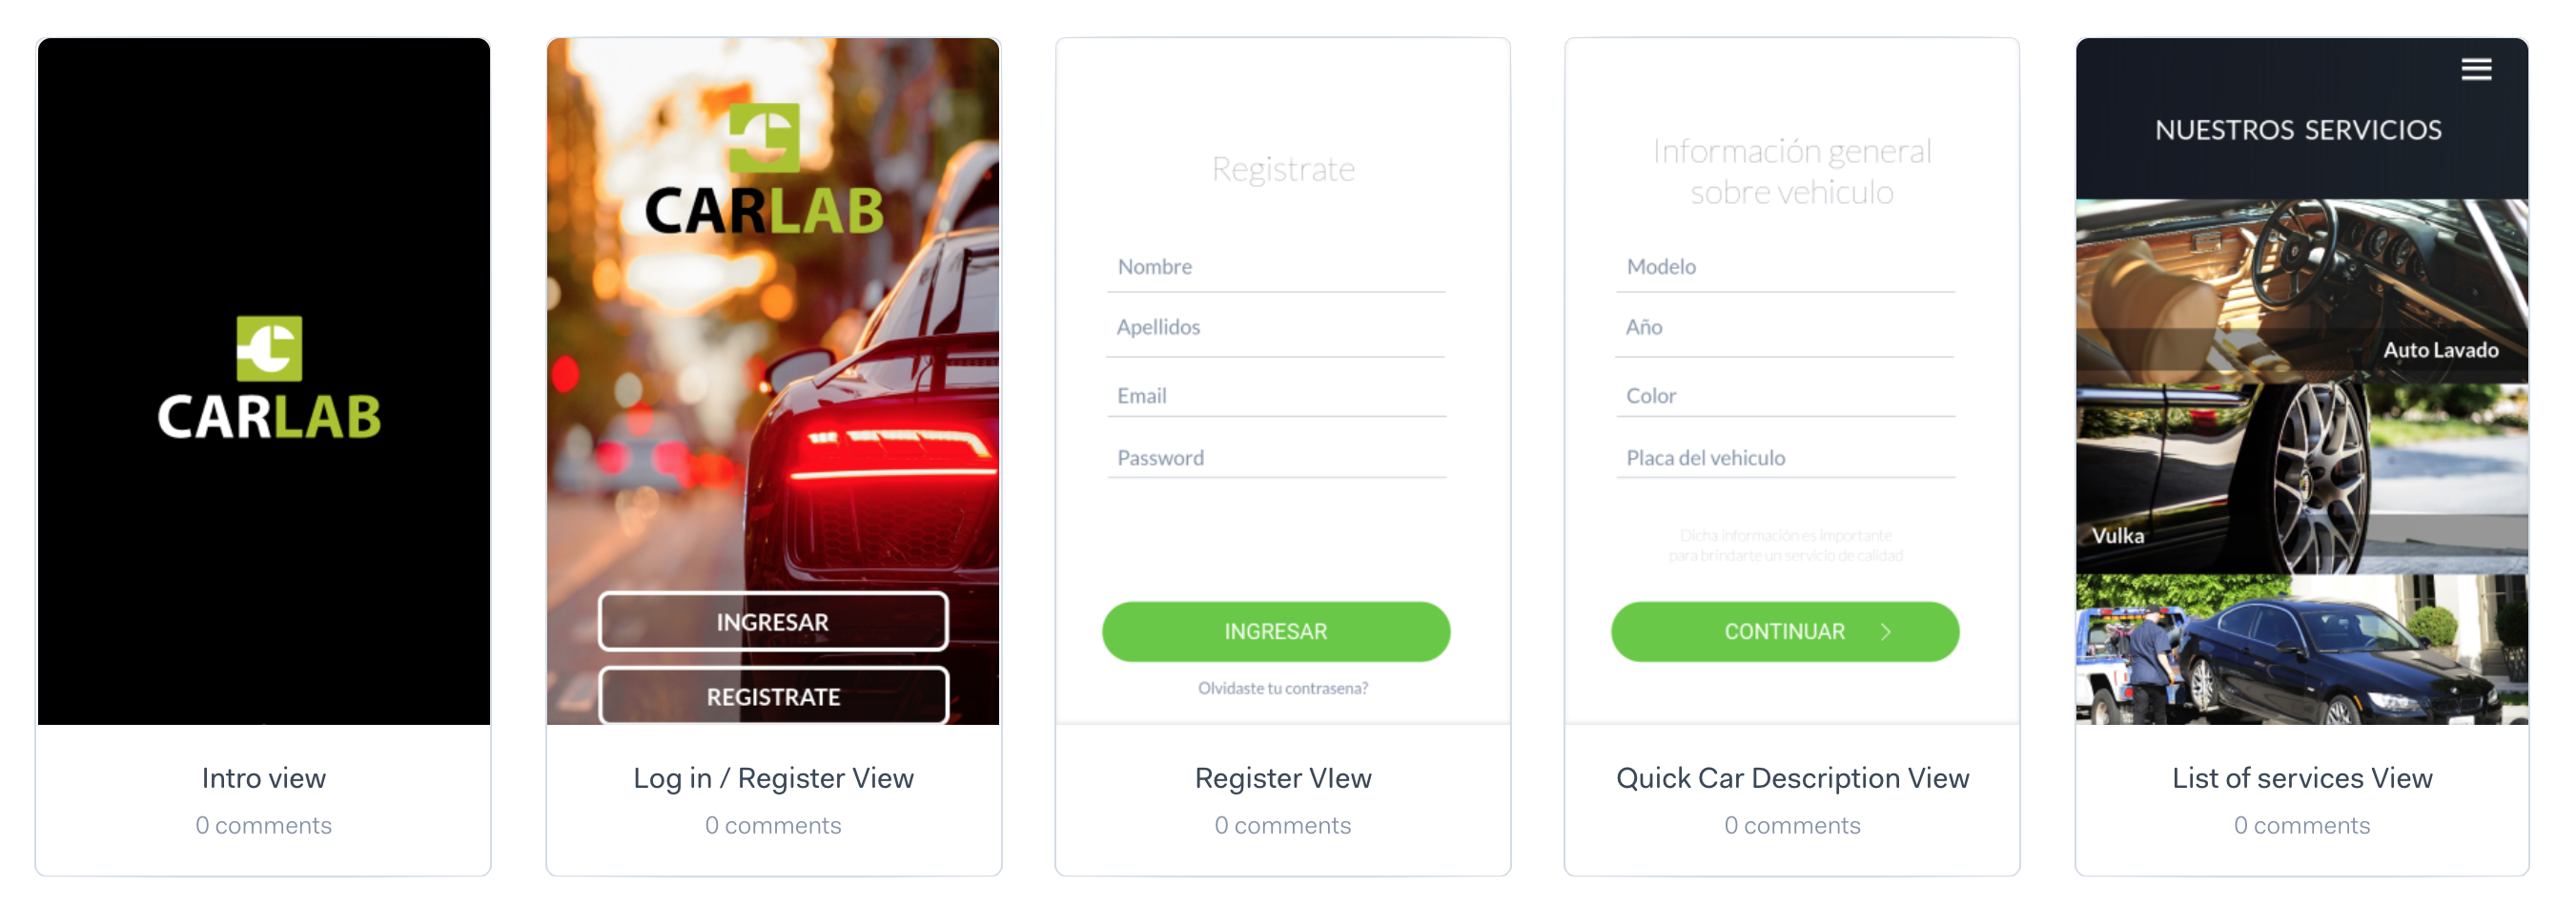 CARLAB
Intro view
0 comments
CARLAB
INGRESAR
REGISTRATE
Log in / Register View
0 comments
Registrate
Nombre
Apellidos
Email
Password
INGRESAR
Olvidaste tu contrasena?
Register VIew
0 comments
Información general
sobre vehiculo
Modelo
Año
Color
Placa del vehiculo
Dicha información es importante
para brindarte un servicio de calidad
CONTINUAR
Quick Car Description View
0 comments
NUESTROS SERVICIOS
Auto Lavado
Vulka
List of services View
0 comments